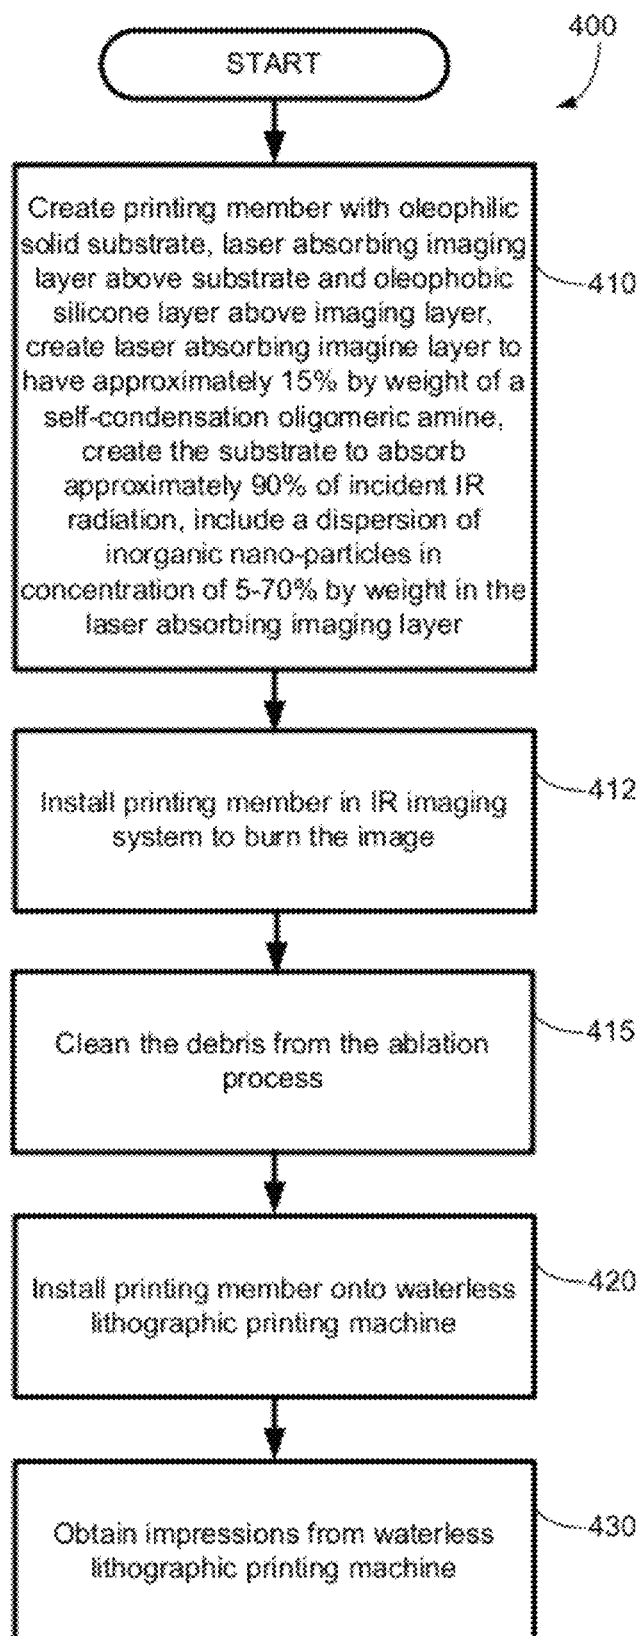 400
START
Create printing member with oleophilic
solid substrate, laser absorbing imaging
layer above substrate and oleophobic
silicone layer above imaging layer,
create laser absorbing imagine layer to
have approximately 15% by weight of a
self-condensation oligomeric amine,
create the substrate to absorb
approximately 90% of incident IR
radiation, include a dispersion of
inorganic nano-particles in
concentration of 5-70% by weight in the
laser absorbing imaging layer
410
Install printing member in IR imaging
system to burn the image
412
Clean the debris from the ablation
process
415
Install printing member onto waterless
lithographic printing machine
420
Obtain impressions from waterless
lithographic printing machine
430